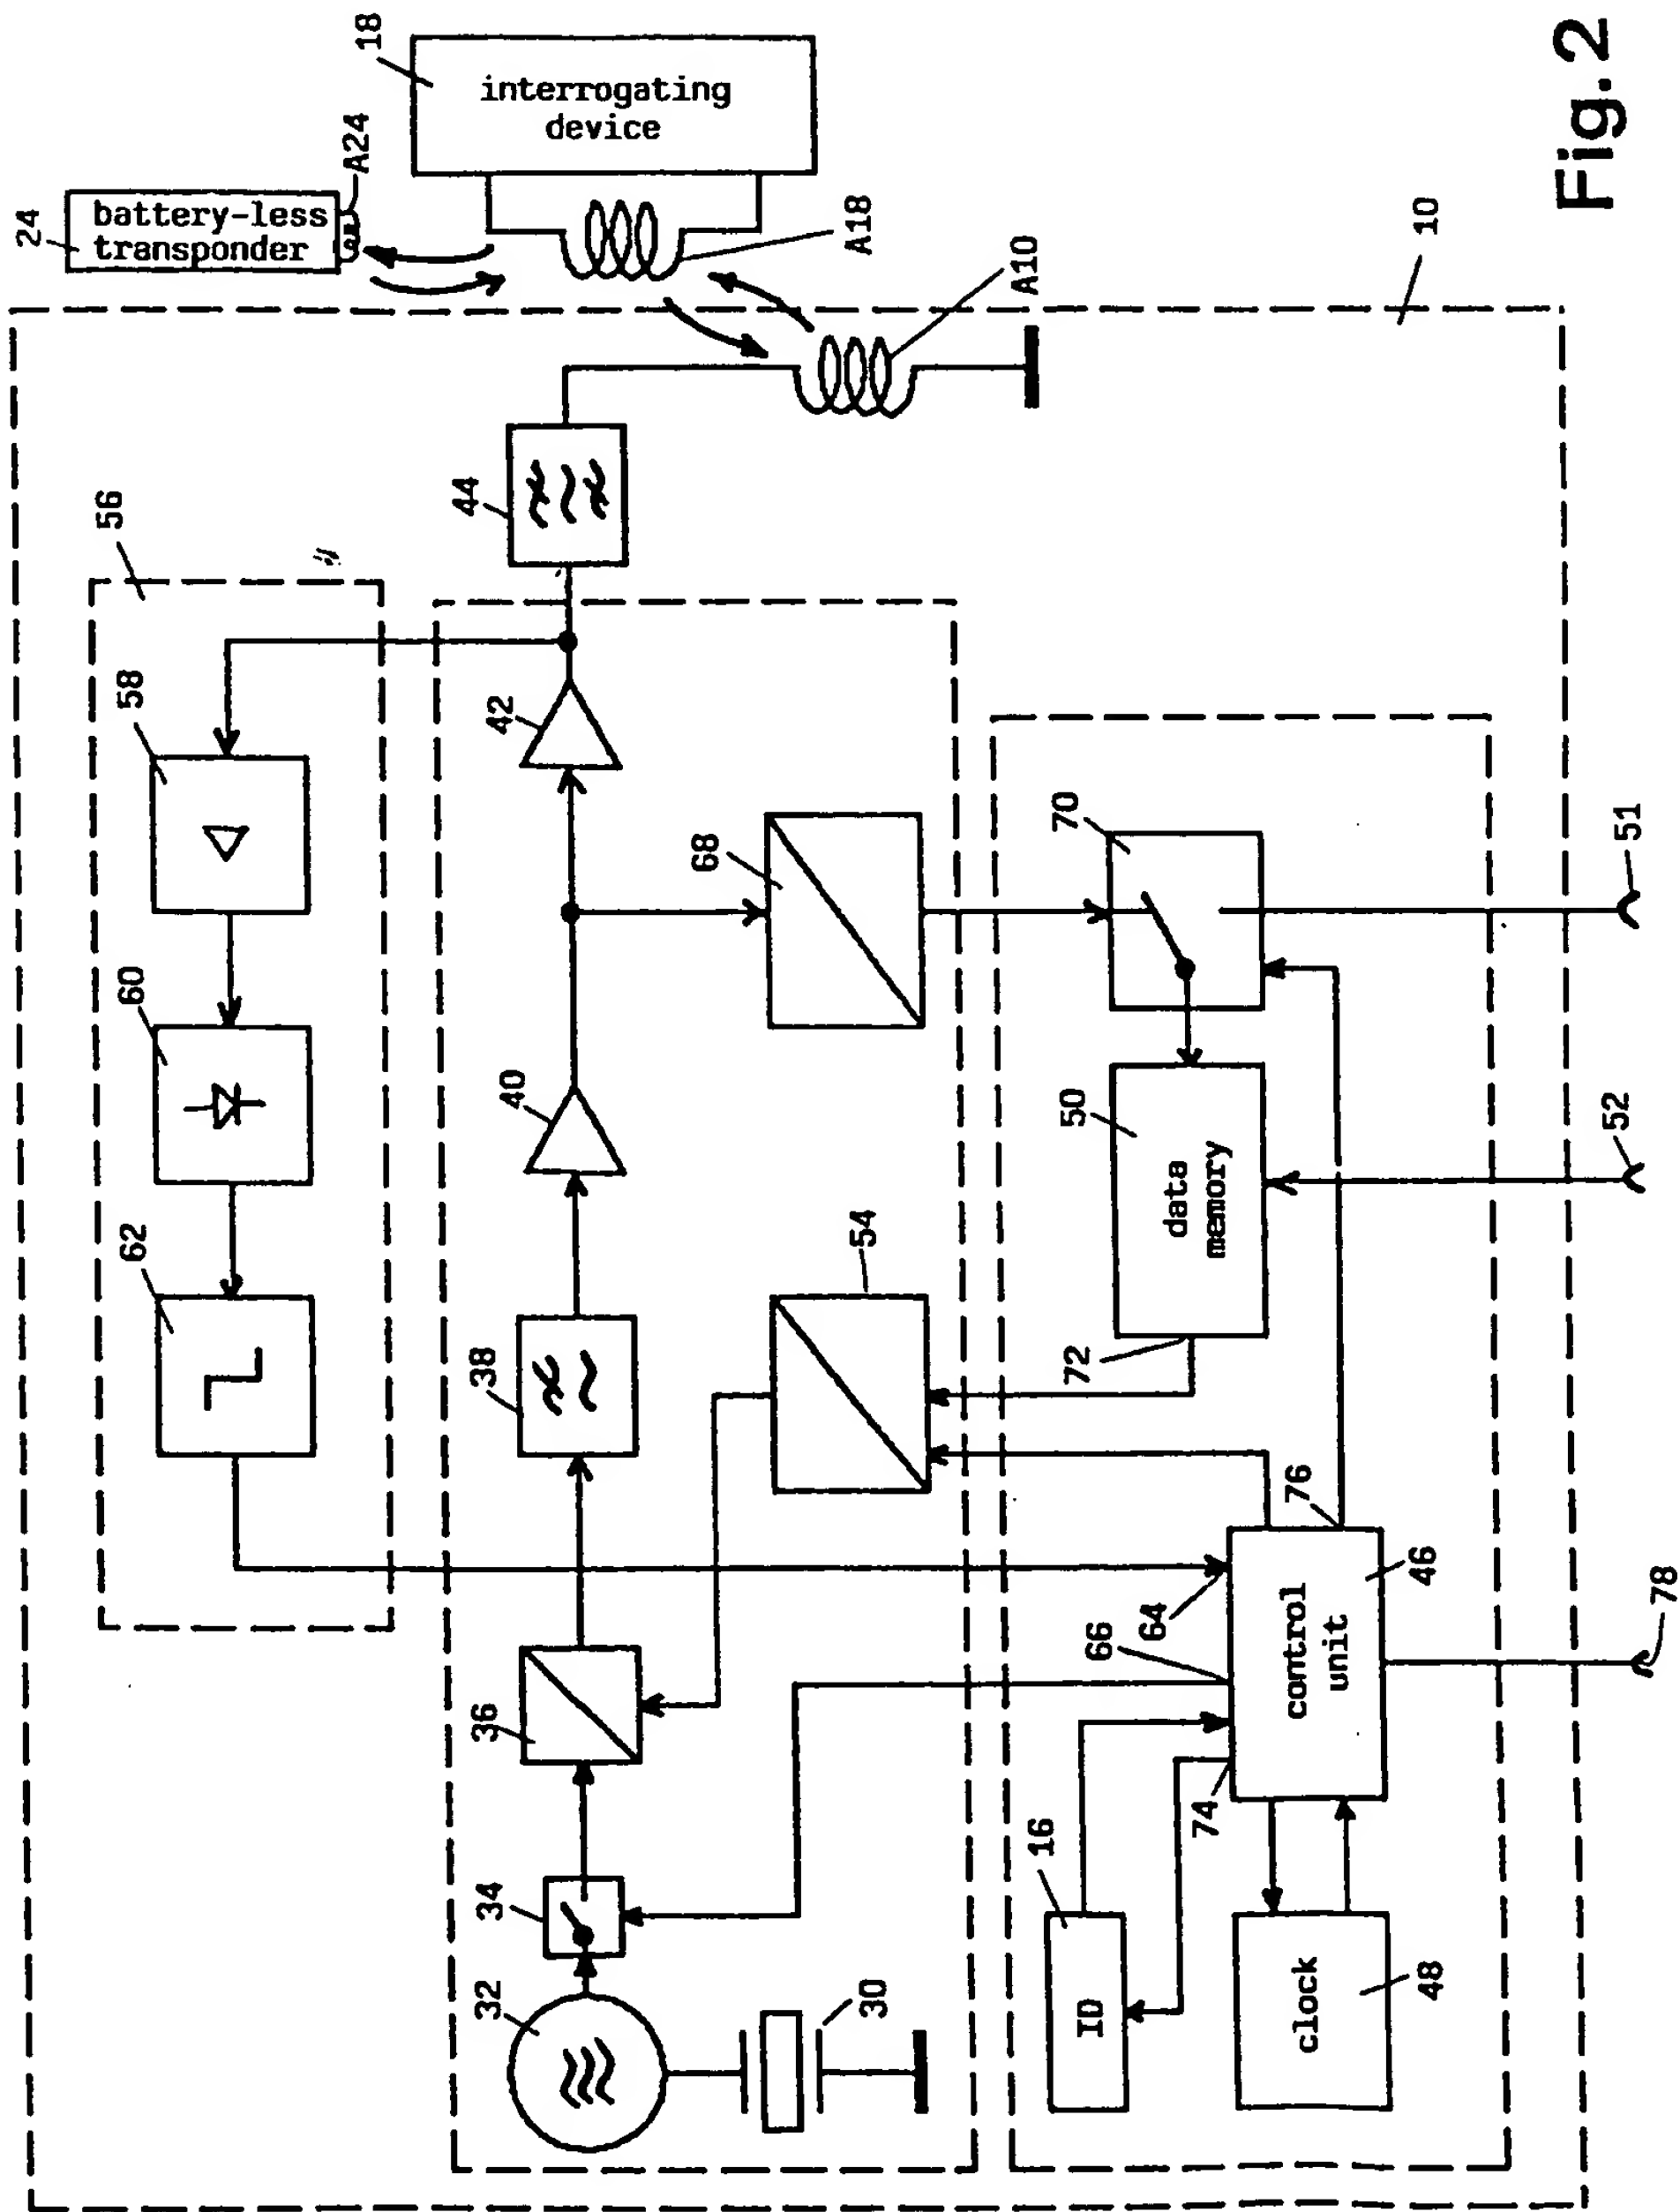 Fig.2
24
battery-less
transponder
A24
18
interrogating
device
A18
A10
10
56
58
60
62
44
42
40
38
36
34
32
30
68
54
70
51
50
data
memory
52
72
76
64
66
74
control
unit
46
78
16
ID
clock
48